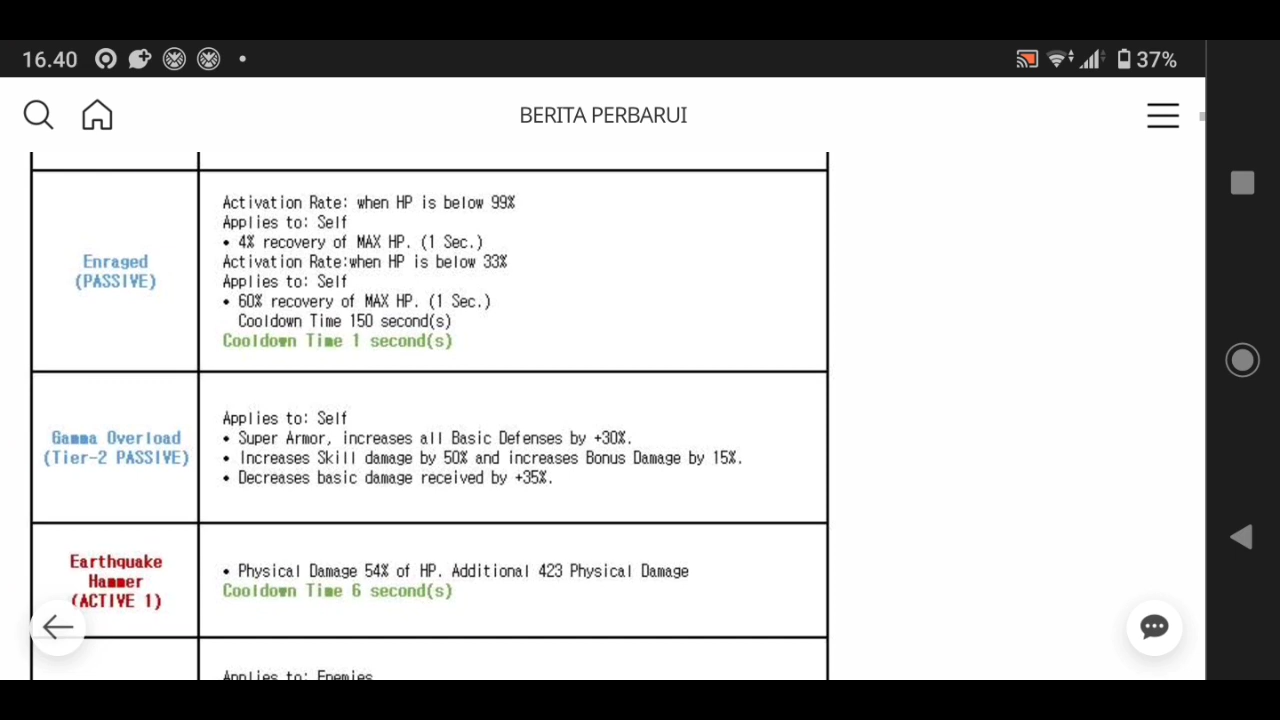 16.40
37%
BERITA PERBARUI
Enraged
(PASSIVE)
Activation Rate: when HP is below 99%
Applies to: Self
• 4% recovery of MAX HP. (1 Sec.)
Activation Rate:when HP is below 33%
Applies to: Self
• 60% recovery of MAX HP. (1 Sec.)
Cooldown Time 150 second(s)
Cooldown Time 1 second(s)
Gamma Overload
(Tier-2 PASSIVE)
Applies to: Self
• Super Armor, increases all Basic Defenses by +30%.
• Increases Skill damage by 50% and increases Bonus Damage by 15%.
• Decreases basic damage received by +35%.
Earthquake
Hammer
(ACTIVE 1)
• Physical Damage 54% of HP. Additional 423 Physical Damage
Cooldown Time 6 second(s)
Applies to: Enemies